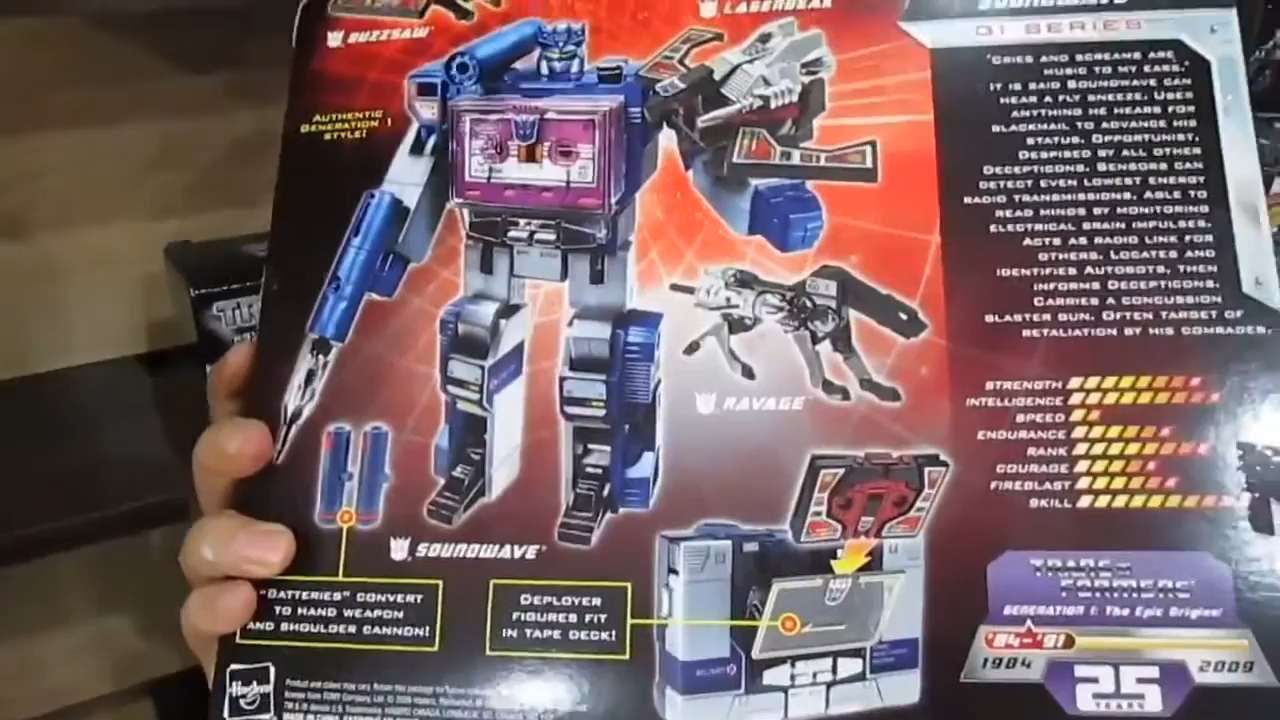 BUZZSAW
LASERBEAK
SOUNDWAVE
G1 SERIES
AUTHENTIC
GENERATION 1
STYLE!
"CRIES AND SCREAMS ARE
MUSIC TO MY EARS."
IT IS SAID SOUNDWAVE CAN
HEAR A FLY SNEEZE. USES
ANYTHING HE HEARS FOR
BLACKMAIL TO ADVANCE HIS
STATUS. OPPORTUNIST.
DESPISED BY ALL OTHER
DECEPTICONS. SENSORS CAN
DETECT EVEN LOWEST ENERGY
RADIO TRANSMISSIONS. ABLE TO
READ MINDS BY MONITORING
ELECTRICAL BRAIN IMPULSES.
ACTS AS RADIO LINK FOR
OTHERS. LOCATES AND
IDENTIFIES AUTOBOTS, THEN
INFORMS DECEPTICONS.
CARRIES A CONCUSSION
BLASTER GUN. OFTEN TARGET OF
RETALIATION BY HIS COMRADES.
RAVAGE
STRENGTH
INTELLIGENCE
SPEED
ENDURANCE
RANK
COURAGE
FIREBLAST
SKILL
SOUNDWAVE
"BATTERIES" CONVERT
TO HAND WEAPON
AND SHOULDER CANNON!
DEPLOYER
FIGURES FIT
IN TAPE DECK!
TRANS
FORMERS
GENERATION 1: The Epic Origins!
'84-'91
1984
2009
25
YEARS
Hasbro